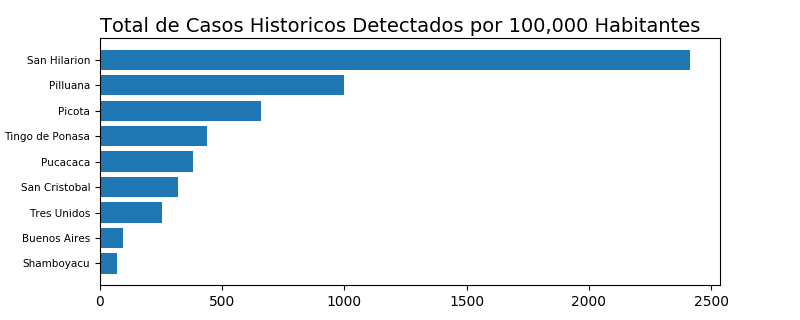 Total de Casos Historicos Detectados por 100,000 Habitantes
San Hilarion
Pilluana
Picota
Tingo de Ponasa
Pucacaca
San Cristobal
Tres Unidos
Buenos Aires
Shamboyacu
0 500 1000 1500 2000 2500